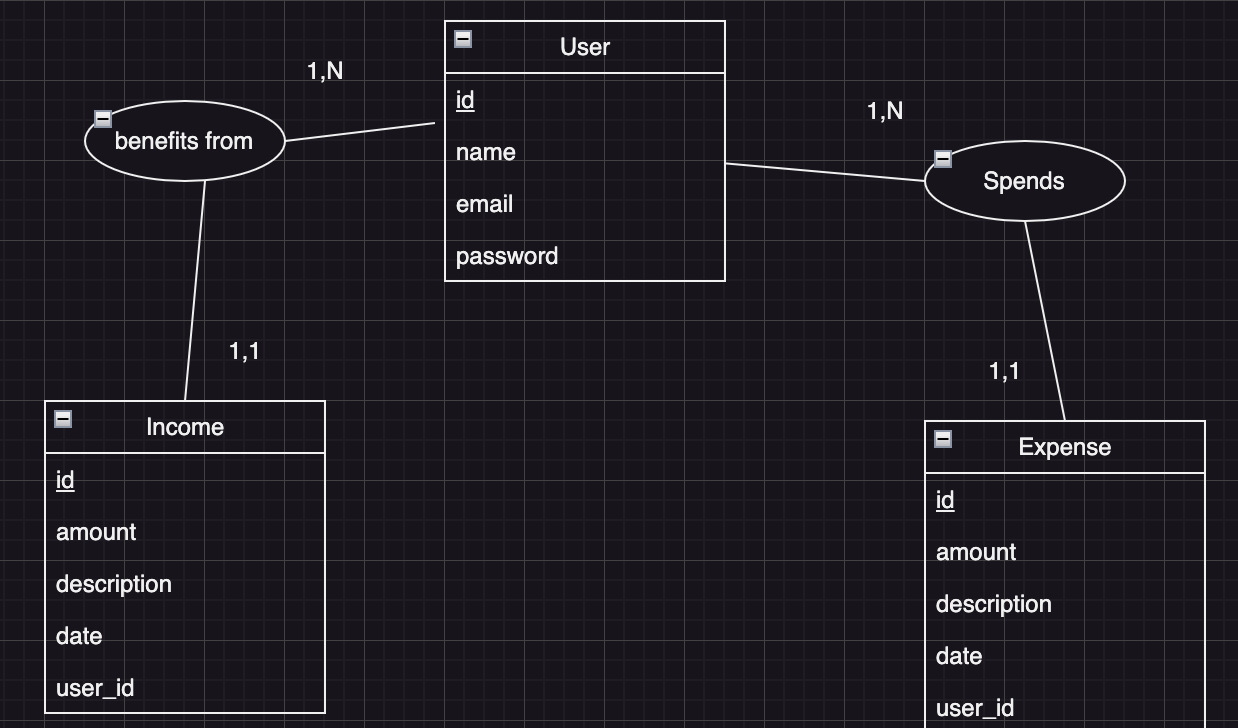 User
id
name
email
password
1,N
benefits from
1,1
Income
id
amount
description
date
user_id
1,N
Spends
1,1
Expense
id
amount
description
date
user_id